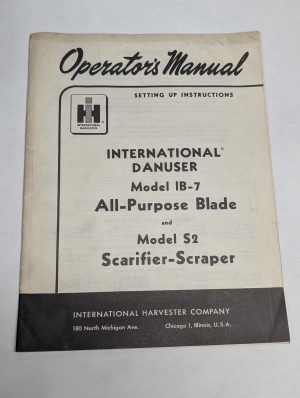 Operator's Manual
SETTING UP INSTRUCTIONS
IH
INTERNATIONAL
HARVESTER
INTERNATIONAL®
DANUSER
Model IB-7
All-Purpose Blade
and
Model S2
Scarifier-Scraper
INTERNATIONAL HARVESTER COMPANY
180 North Michigan Ave. Chicago 1, Illinois, U.S.A.